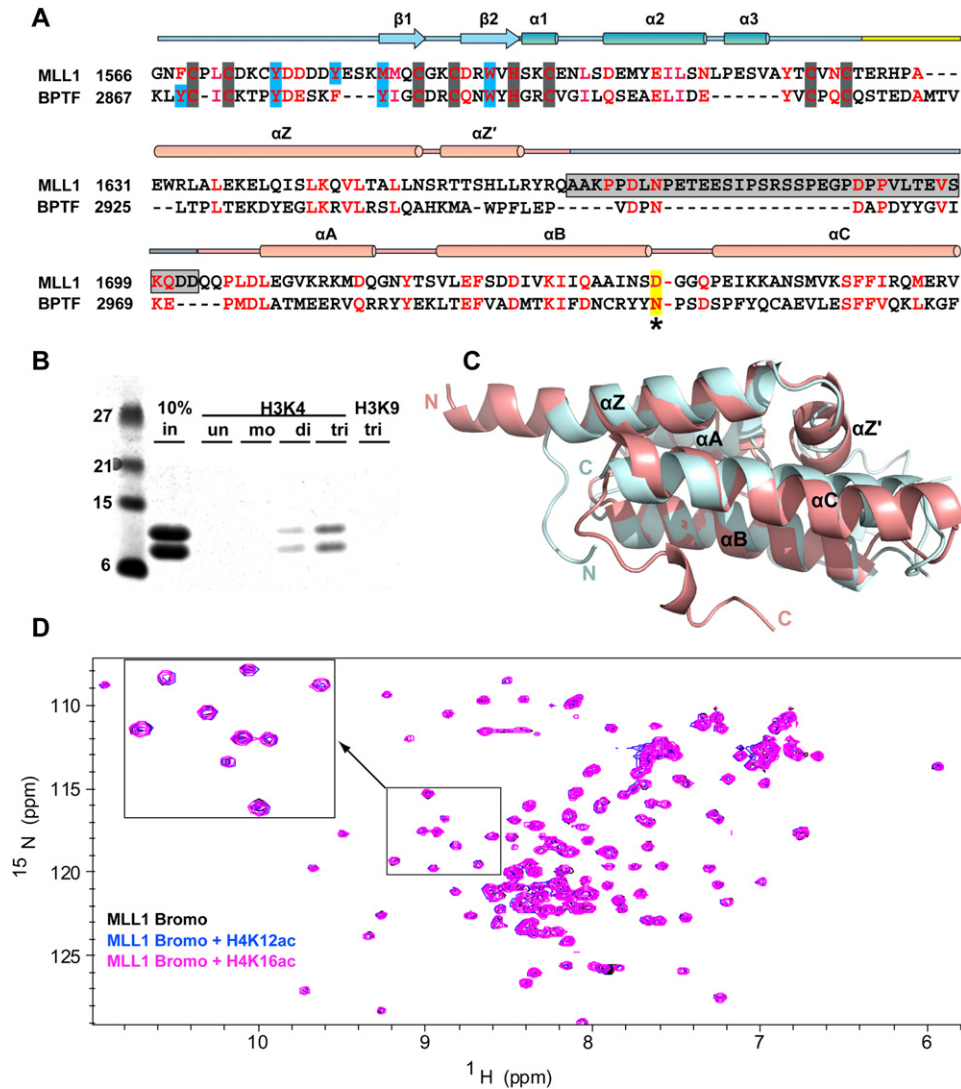 A
β1 β2 α1 α2 α3
MLL1 1566 GNFCPLCDKCYDDDDYESKMMQCGKCDRWVHSKCENLSDEMYEILSNLPESVAYTCVNCTERHPA---
BPTF 2867 KLYC-ICKTPYDESKF--YIGCDRCQNWYHGRCVGILQSEAELIDE------YVCPQCQSTEDAMTV
αZ αZ′
MLL1 1631 EWRLALEKELQISLKQVLTALLNSRTTSHLLRYRQAAKPPDLNPETEESIPSRSSPEGPDPPVLTEVS
BPTF 2925 --LTPLTEKDYEGLKRVLRSLQAHKMA-WPFLEP-----VDPN---------------DAPDYYGVI
αA αB αC
MLL1 1699 KQDDQQPLDLEGVKRKMDQGNYTSVLEFSDDIVKIIQAAINSD-GGQPEIKKANSMVKSFFIRQMERV
BPTF 2969 KE----PMDLATMEERVQRRYYEKLTEFVADMTKIFDNCRYYN-PSDSPFYQCAEVLESFFVQKLKGF
*
B
10% H3K4 H3K9
in un mo di tri tri
27
21
15
6
C
N αZ αA αZ′
C αC
αB
N C
D
15N (ppm)
110
115
120
125
MLL1 Bromo
MLL1 Bromo + H4K12ac
MLL1 Bromo + H4K16ac
10 9 8 7 6
1H (ppm)